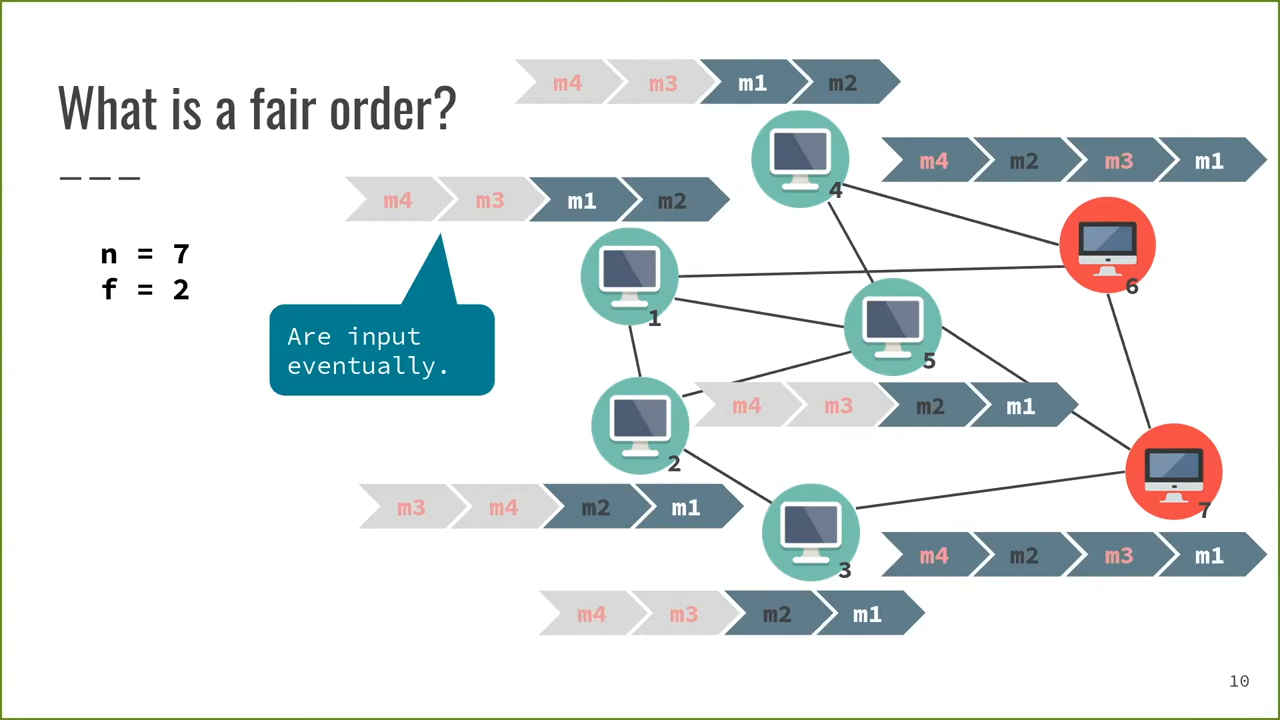 What is a fair order?
n = 7
f = 2
m4 m3 m1 m2
4
m4 m2 m3 m1
6
m4 m3 m1 m2
1
Are input
eventually.
5
m4 m3 m2 m1
2
m3 m4 m2 m1
7
3
m4 m2 m3 m1
m4 m3 m2 m1
10